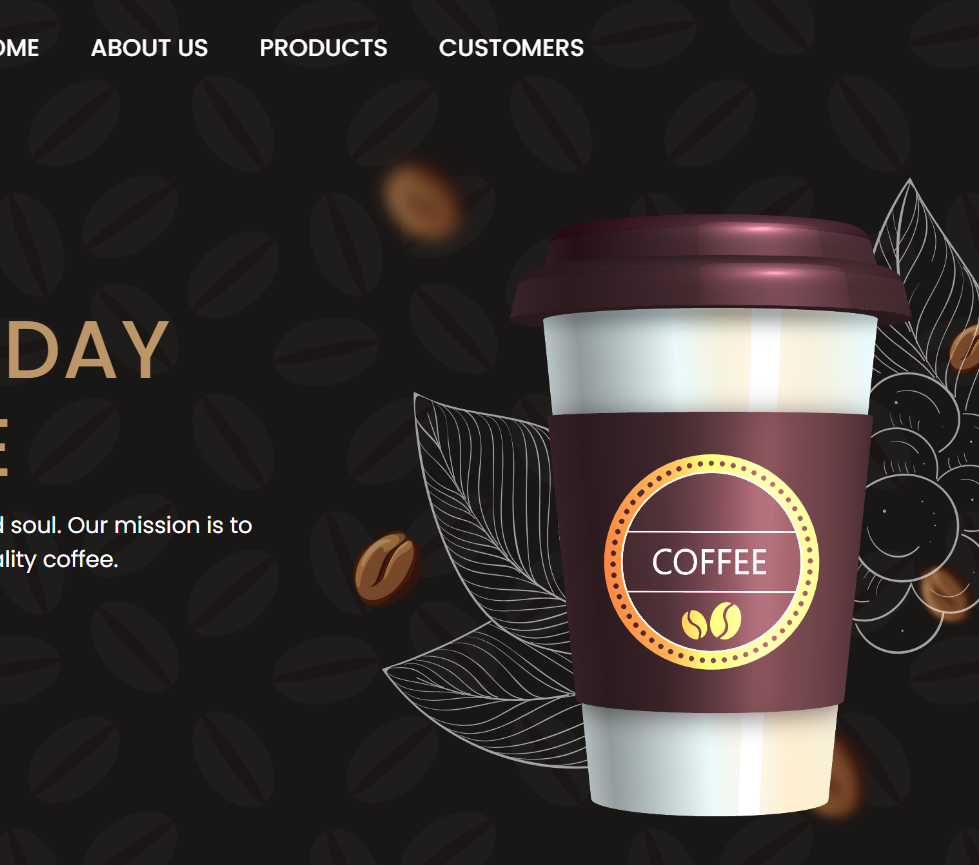 OME ABOUT US PRODUCTS CUSTOMERS
DAY
E
d soul. Our mission is to
ality coffee.
COFFEE